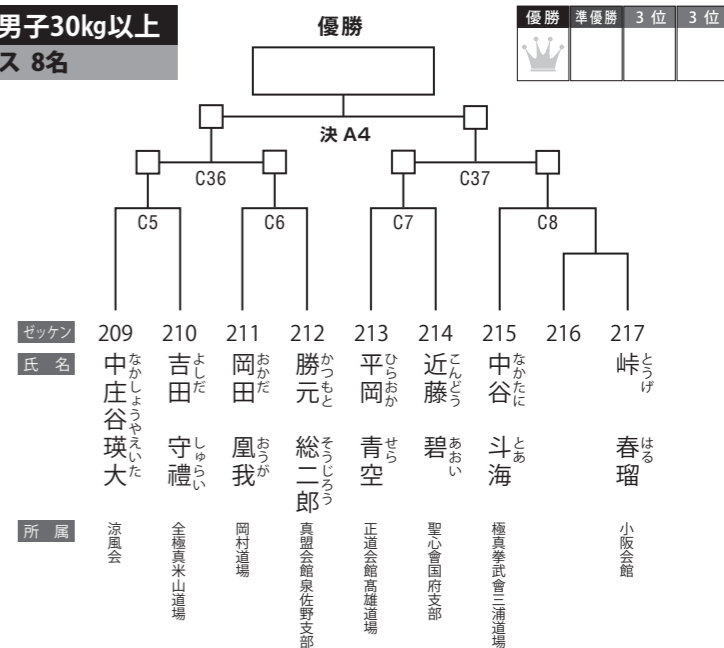 男子30kg以上
ス 8名
優勝
優勝 準優勝 3 位 3 位
決 A4
C36 C37
C5 C6 C7 C8
ゼッケン 209 210 211 212 213 214 215 216 217
氏 名
中庄谷瑛大 なかしょうやえいた
吉田 守禮 よしだ しゅらい
岡田 凰我 おかだ おうが
勝元 総二郎 かつもと そうじろう
平岡 青空 ひらおか せら
近藤 碧 こんどう あおい
中谷 斗海 なかたに とあ
峠 春瑠 とうげ はる
所 属
涼風会
全極真米山道場
岡村道場
真盟会館泉佐野支部
正道会館髙雄道場
聖心會国府支部
極真拳武會三浦道場
小阪会館